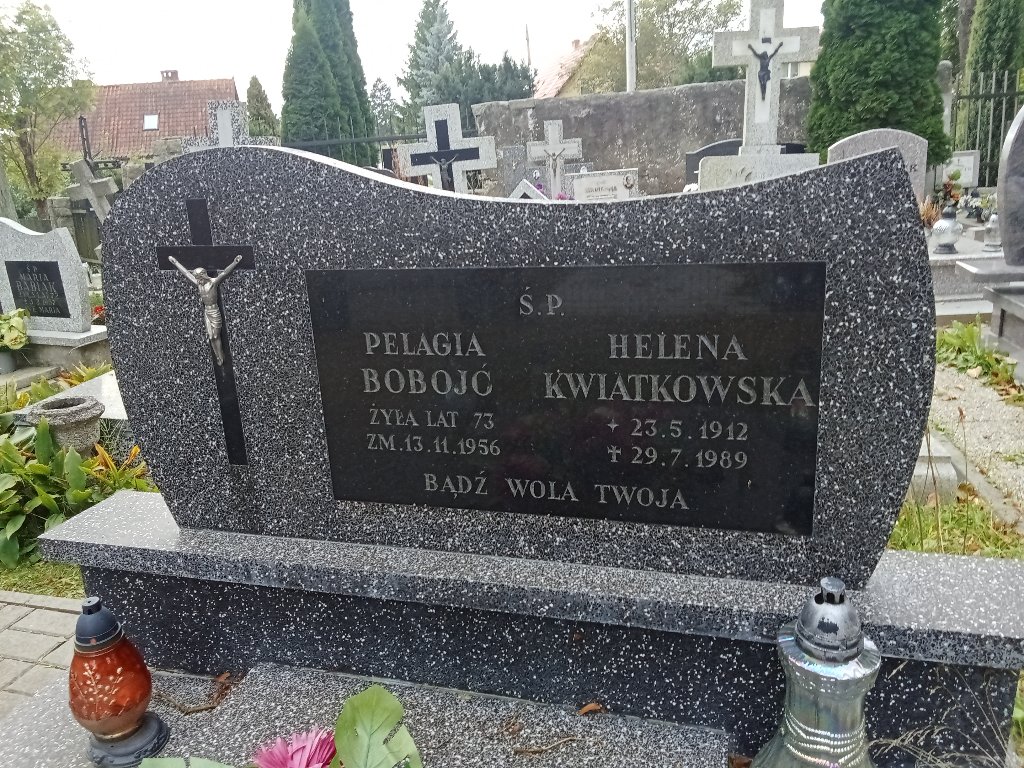 Ś.P.
PELAGIA
BOBOJĆ
ŻYŁA LAT 73
ZM. 13.11.1956
HELENA
KWIATKOWSKA
23.5.1912
29.7.1989
BĄDŹ WOLA TWOJA